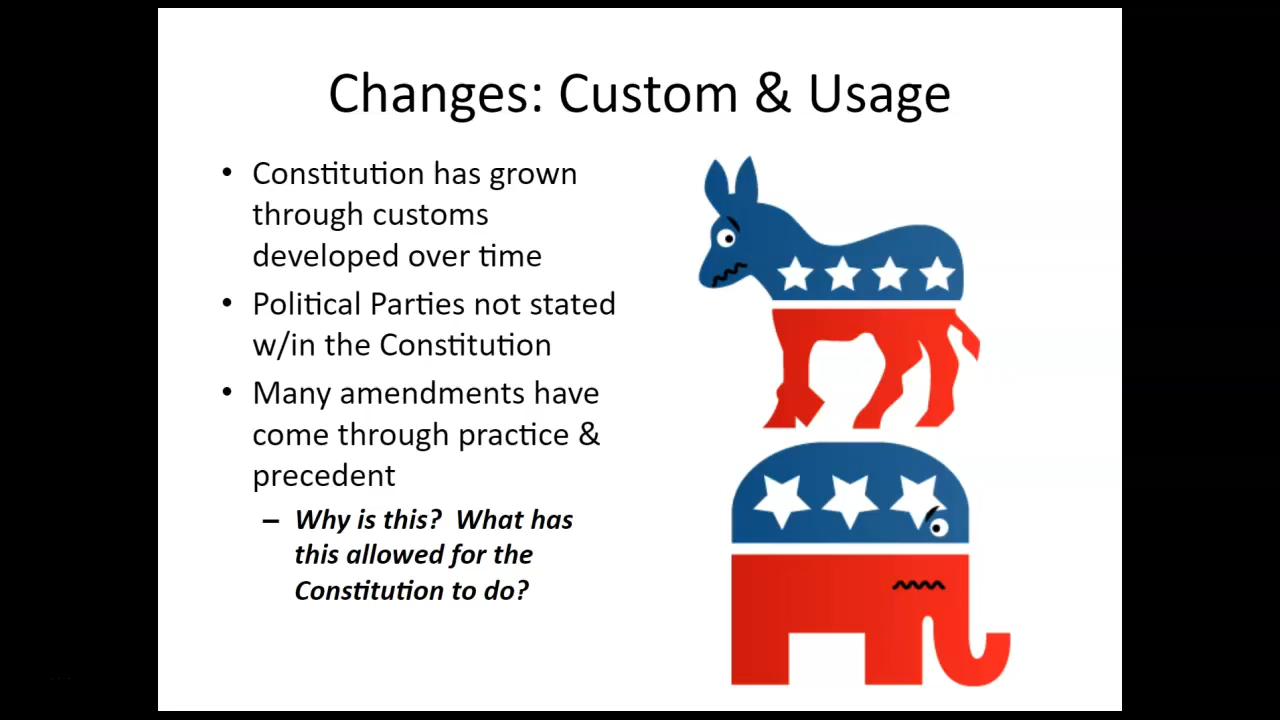 Changes: Custom & Usage
• Constitution has grown
through customs
developed over time
• Political Parties not stated
w/in the Constitution
• Many amendments have
come through practice &
precedent
– Why is this?  What has
this allowed for the
Constitution to do?